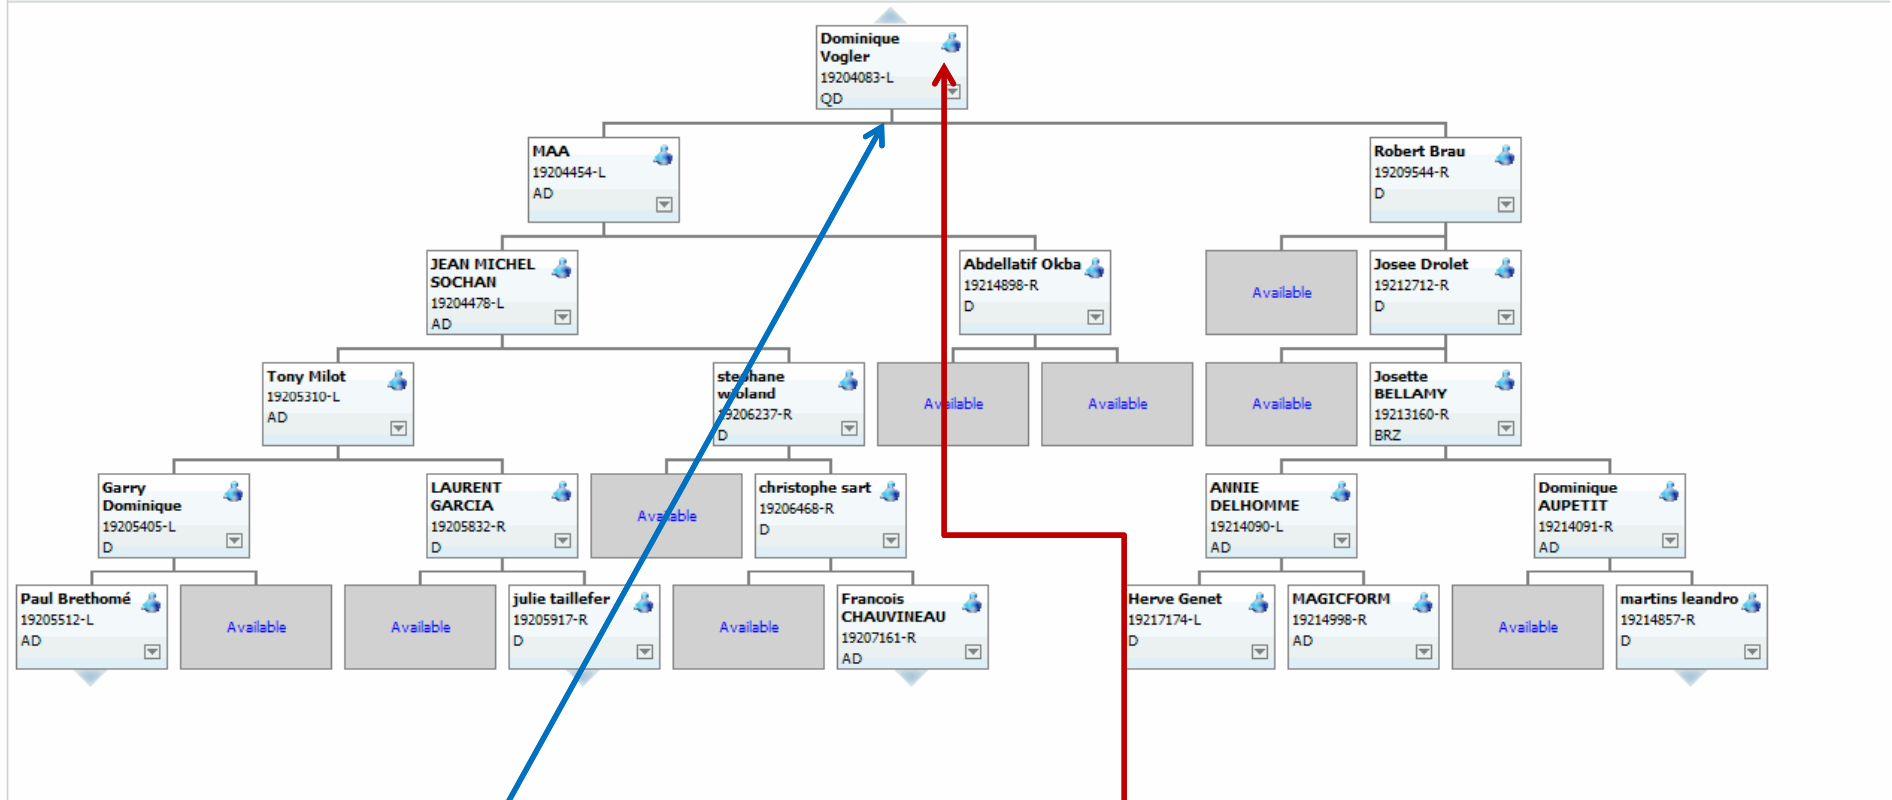 Dominique
Vogler
19204083-L
QD
MAA
19204454-L
AD
Robert Brau
19209544-R
D
JEAN MICHEL
SOCHAN
19204478-L
AD
Abdellatif Okba
19214898-R
D
Available
Josee Drolet
19212712-R
D
Tony Milot
19205310-L
AD
stephane
wioland
19206237-R
D
Available
Available
Available
Josette
BELLAMY
19213160-R
BRZ
Garry
Dominique
19205405-L
D
LAURENT
GARCIA
19205832-R
D
Available
christophe sart
19206468-R
D
ANNIE
DELHOMME
19214090-L
AD
Dominique
AUPETIT
19214091-R
AD
Paul Brethomé
19205512-L
AD
Available
Available
julie taillefer
19205917-R
D
Available
Francois
CHAUVINEAU
19207161-R
AD
Herve Genet
19217174-L
D
MAGICFORM
19214998-R
AD
Available
martins leandro
19214857-R
D